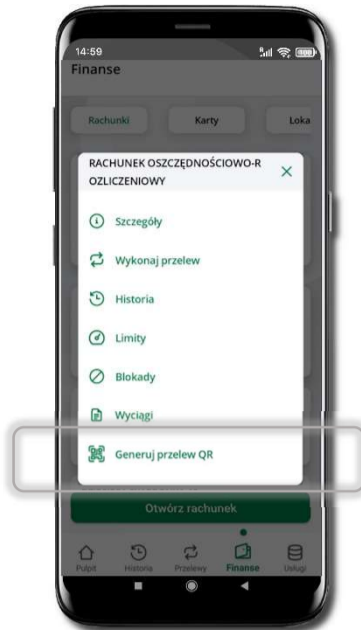 14:59
Finanse
Rachunki
Karty
Loka
RACHUNEK OSZCZĘDNOŚCIOWO-R
OZLICZENIOWY
Szczegóły
Wykonaj przelew
Historia
Limity
Blokady
Wyciągi
Generuj przelew QR
Otwórz rachunek
Pulpit
Historia
Przelewy
Finanse
Usługi